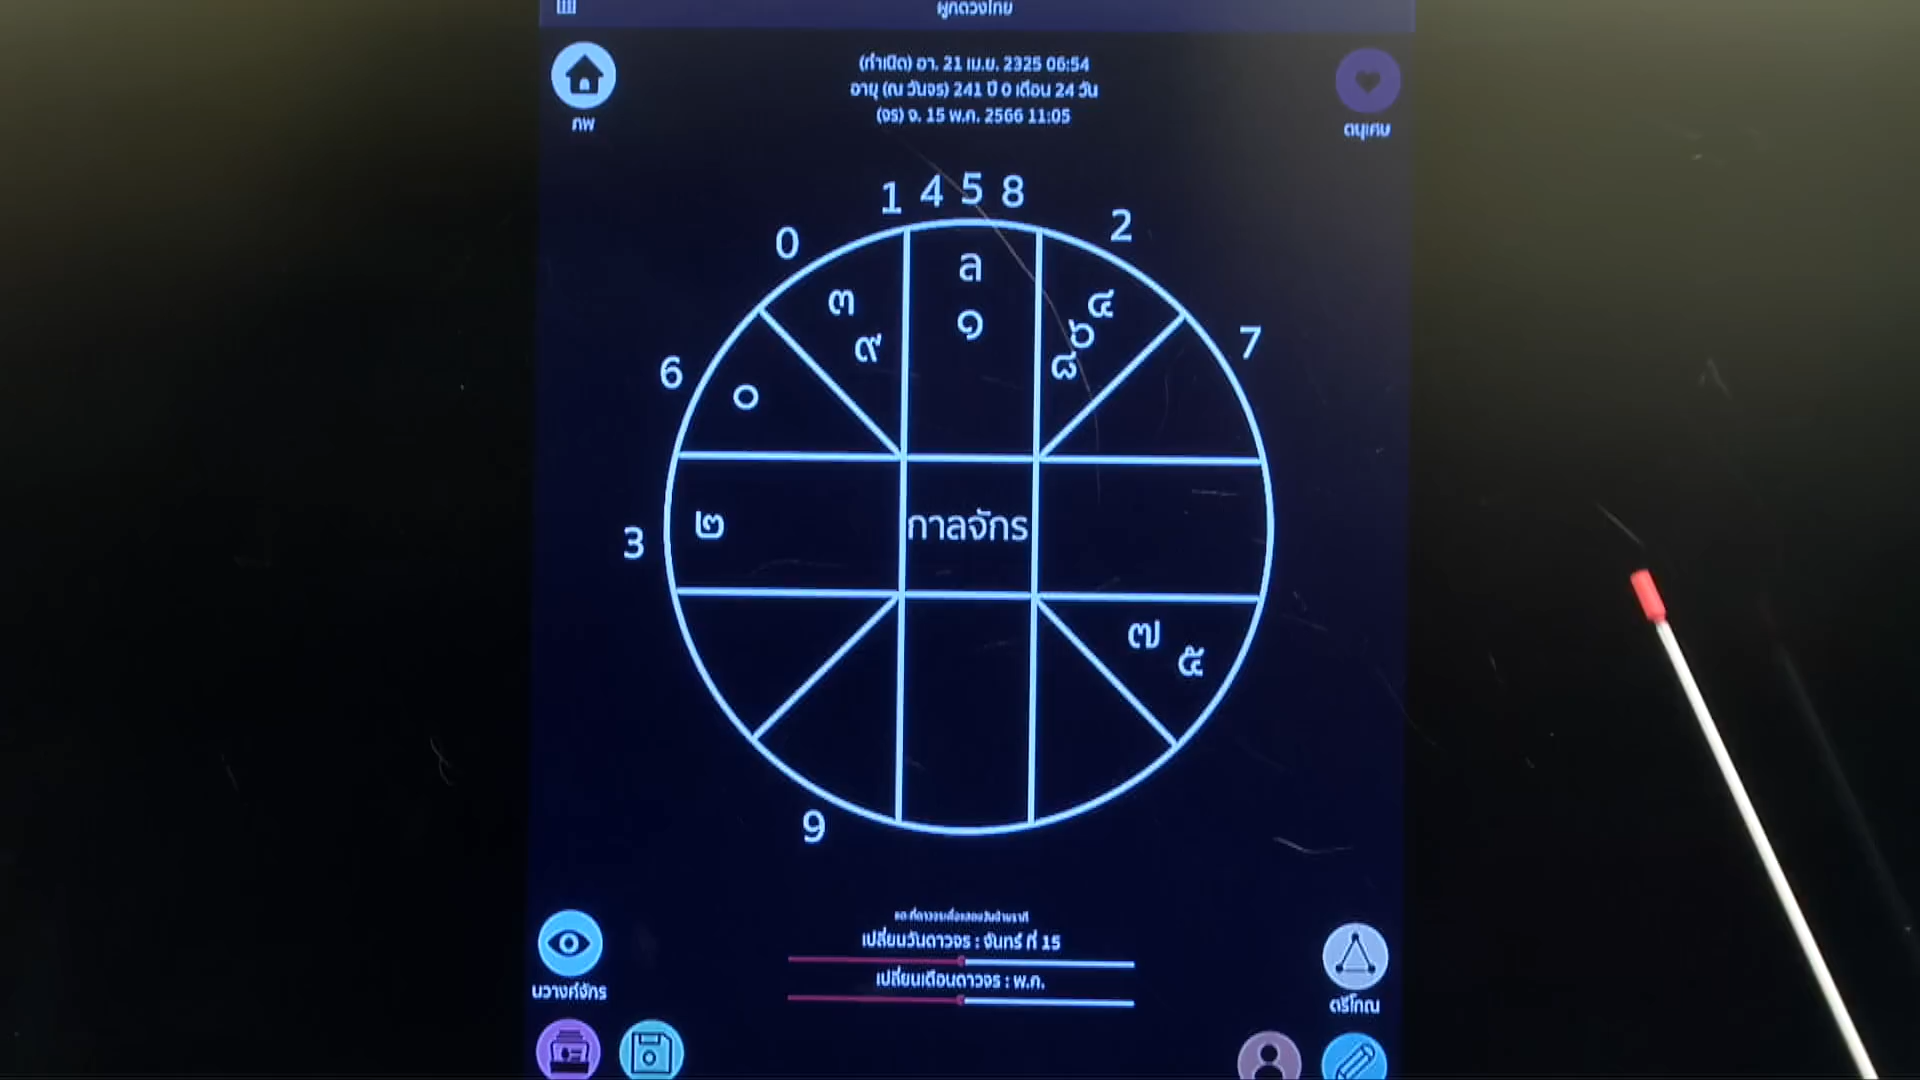 ผูกดวงไทย
(กำเนิด) อา. 21 เม.ย. 2325 06:54
อายุ (ณ วันจร) 241 ปี 0 เดือน 24 วัน
(จร) จ. 15 พ.ค. 2566 11:05
ภพ
ตนุเศษ
1 4 5 8
0
2
ล
๓
๔
๑
๖
๙
๘
6
๐
7
3
๒
กาลจักร
๗
๕
9
เปลี่ยนวันดาวจร : จันทร์ ที่ 15
เปลี่ยนเดือนดาวจร : พ.ค.
นวางค์จักร
ตรีโกณ